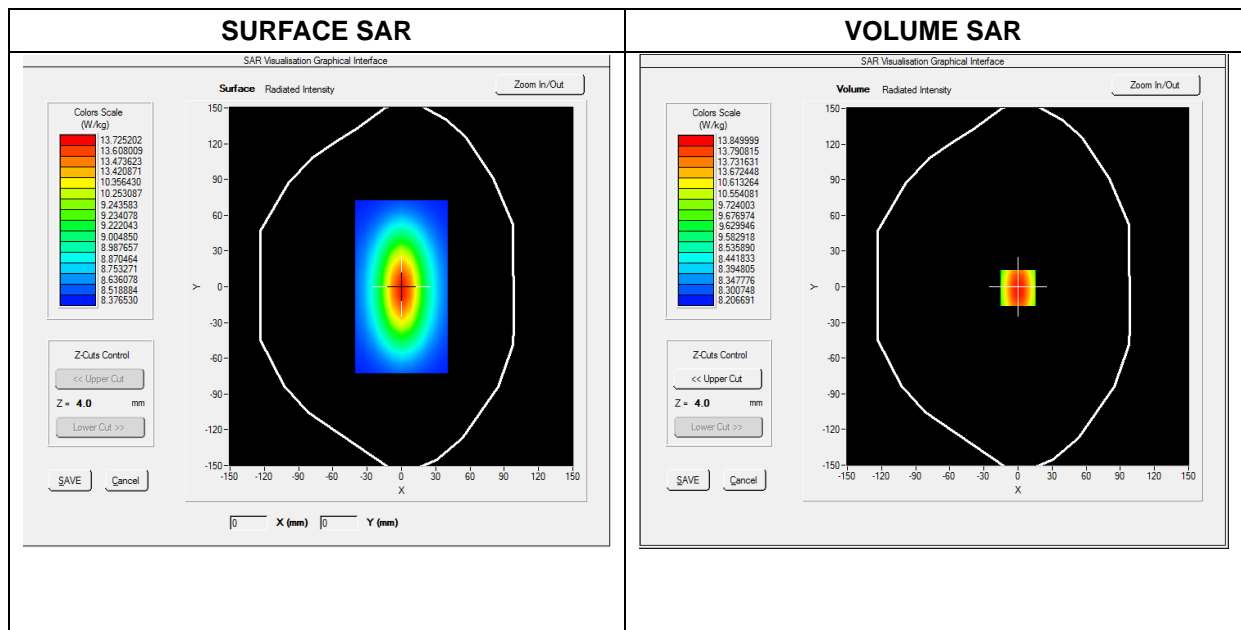 SURFACE SAR
VOLUME SAR
SAR Visualisation Graphical Interface
Surface Radiated Intensity
Zoom In/Out
Colors Scale
(W/kg)
13.725202
13.608009
13.473623
13.420871
10.356430
10.253087
9.243583
9.234078
9.222043
9.004850
8.987657
8.870464
8.753271
8.636078
8.518884
8.376530
150
90
60
30
0
-30
-60
-90
-120
-150
Y
-150 -120 -90 -60 -30 0 30 60 90 120 150
X
Z-Cuts Control
<< Upper Cut
Z = 4.0 mm
Lower Cut >>
SAVE Cancel
0 X (mm) 0 Y (mm)
SAR Visualisation Graphical Interface
Volume Radiated Intensity
Zoom In/Out
Colors Scale
(W/kg)
13.849999
13.790815
13.731631
13.672448
10.613264
10.554081
9.724003
9.676974
9.629946
9.582918
8.535890
8.441833
8.394805
8.347776
8.300748
8.206691
150
90
60
30
0
-30
-60
-90
-120
-150
Y
-150 -120 -90 -60 -30 0 30 60 90 120 150
X
Z-Cuts Control
<< Upper Cut
Z = 4.0 mm
Lower Cut >>
SAVE Cancel